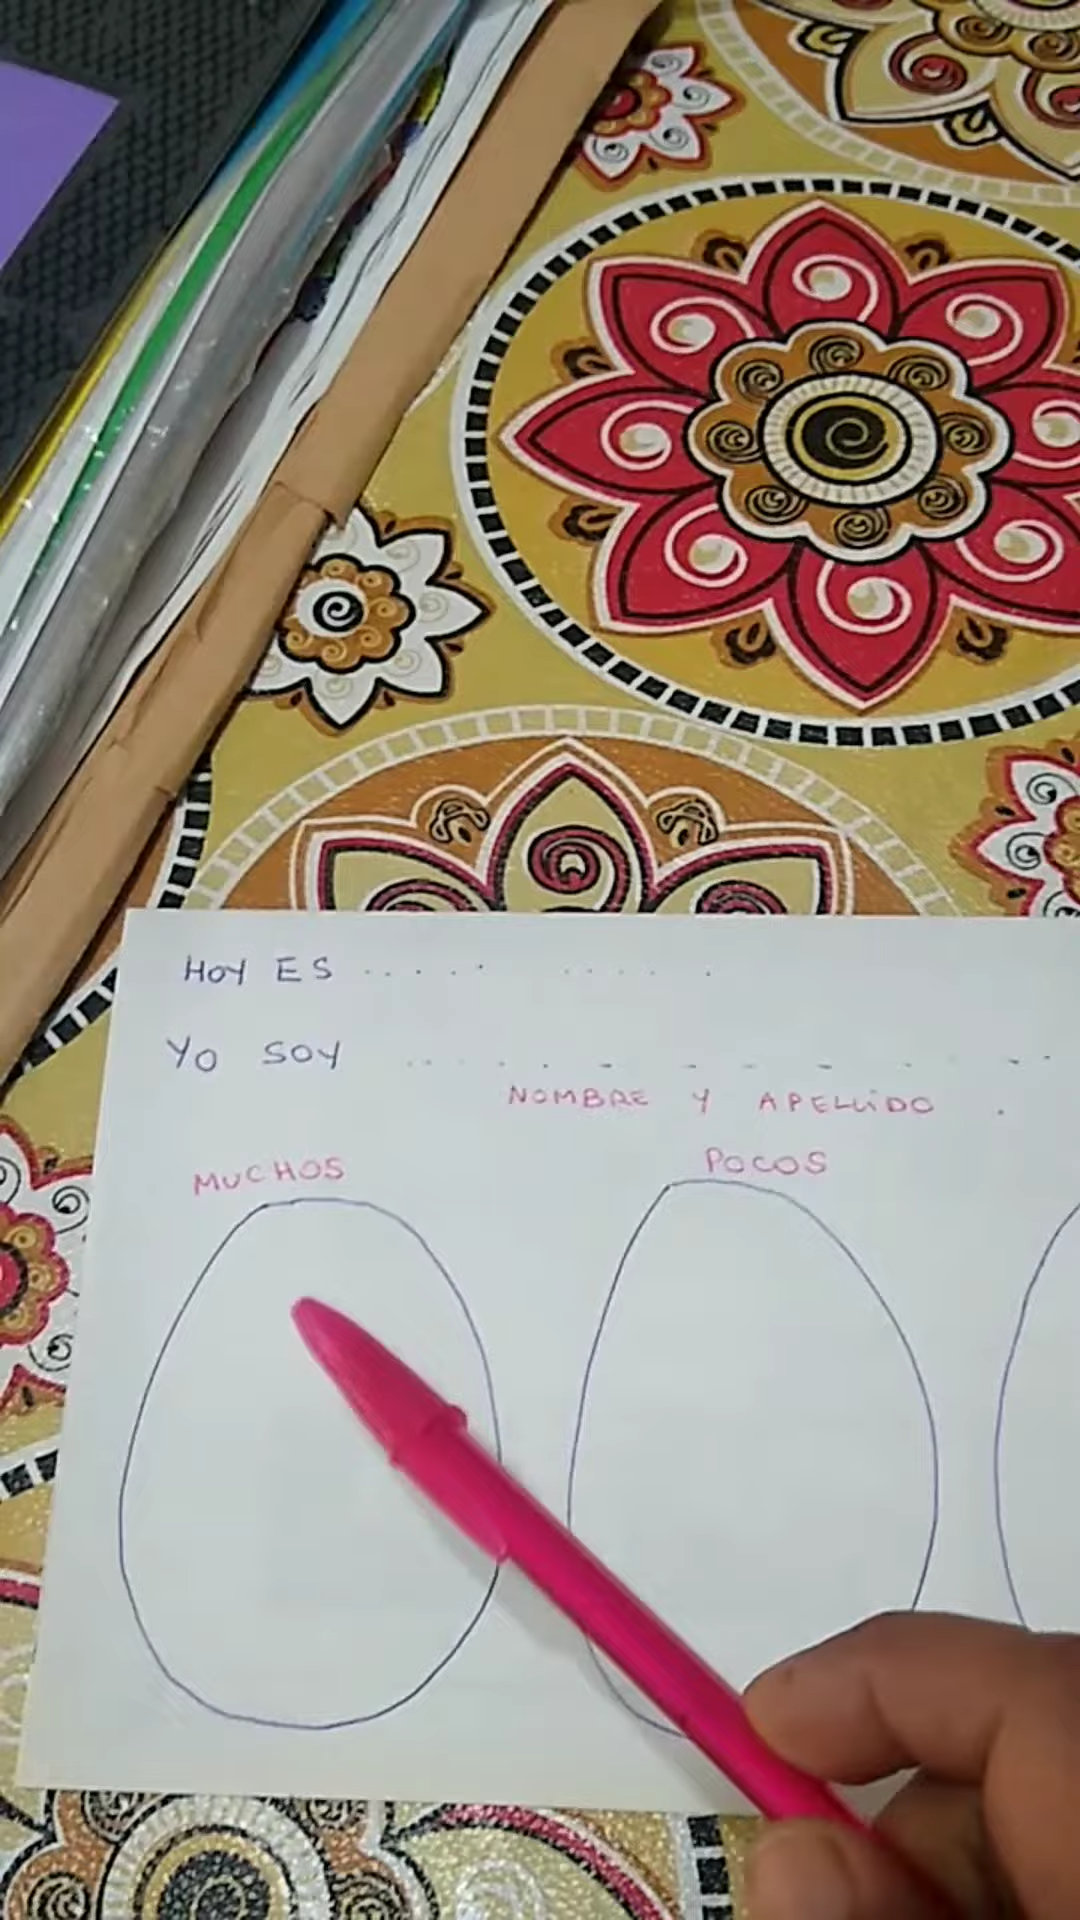 HOY ES ..... ..... .
YO SOY .. . . . - . - . - . . . - .
NOMBRE Y APELLIDO .
MUCHOS
POCOS